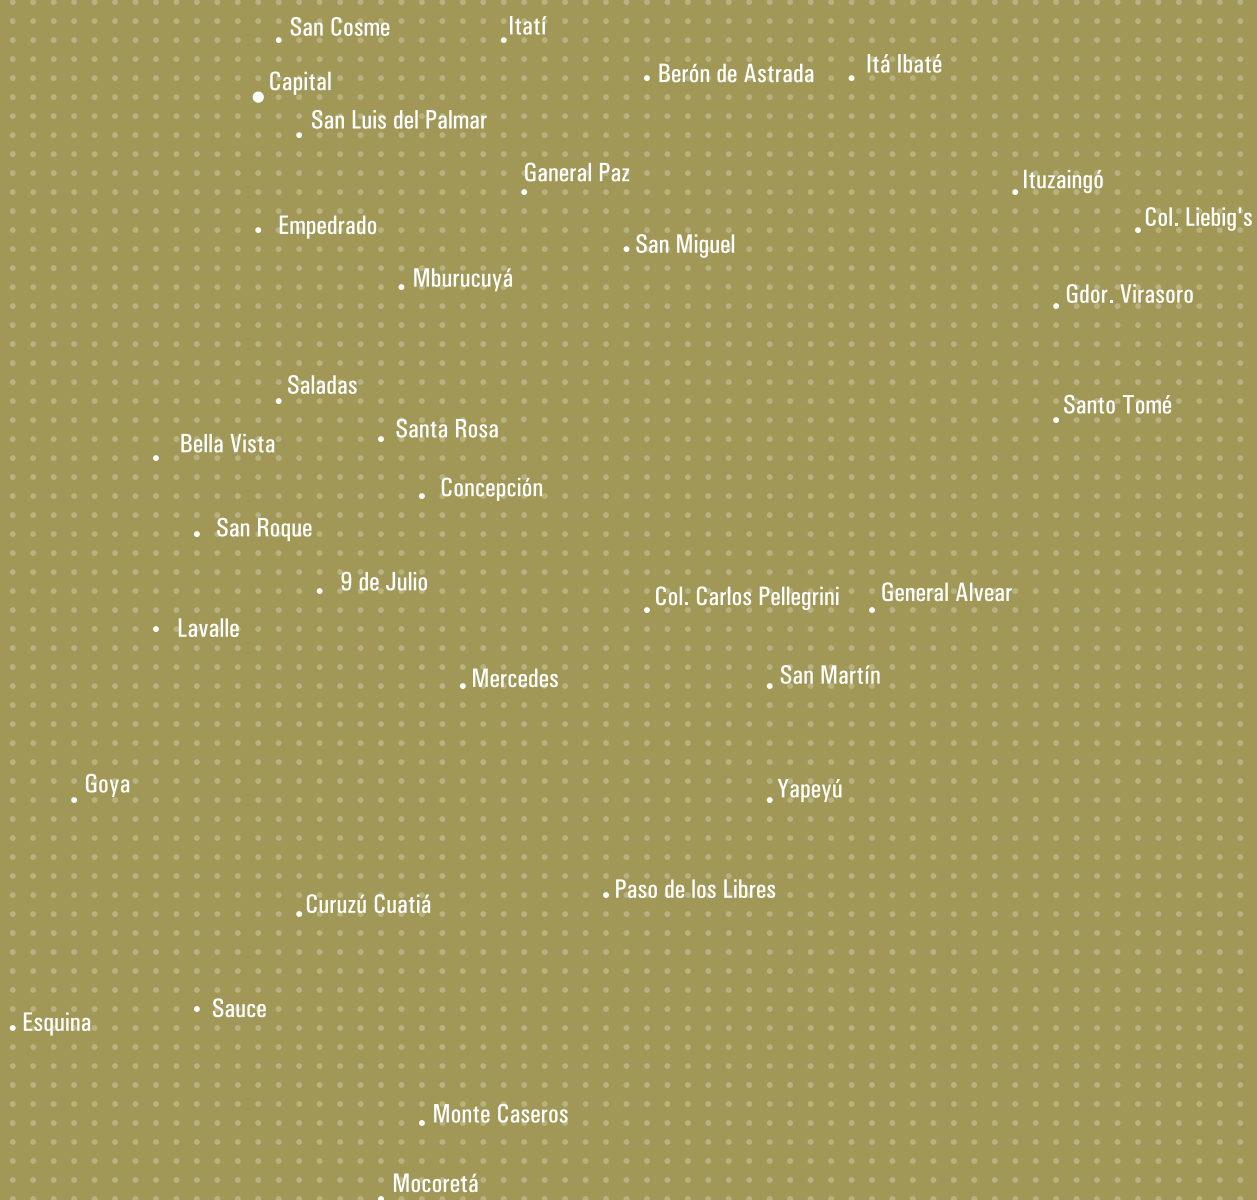 San Cosme
Itatí
Itá Ibaté
Berón de Astrada
Capital
San Luis del Palmar
Ganeral Paz
Ituzaingó
Col. Liebig's
Empedrado
San Miguel
Mburucuyá
Gdor. Virasoro
Saladas
Santo Tomé
Santa Rosa
Bella Vista
Concepción
San Roque
9 de Julio
General Alvear
Col. Carlos Pellegrini
Lavalle
San Martín
Mercedes
Goya
Yapeyú
Paso de los Libres
Curuzú Cuatiá
Sauce
Esquina
Monte Caseros
Mocoretá